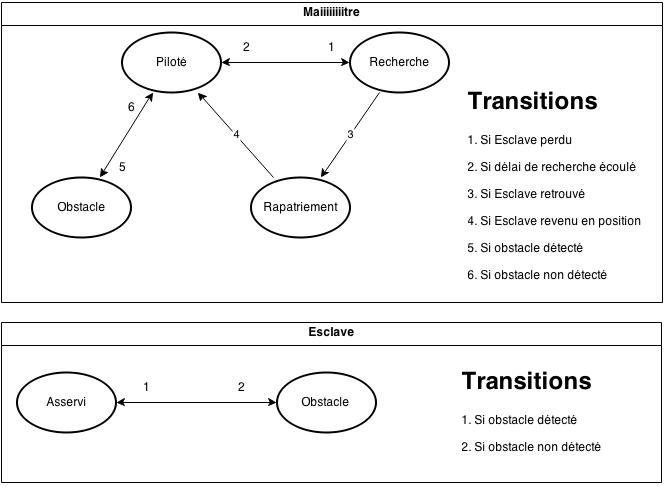 Maiiiiiiiitre
2
1
Piloté
Recherche
6
4
3
5
Obstacle
Rapatriement
Transitions
1. Si Esclave perdu
2. Si délai de recherche écoulé
3. Si Esclave retrouvé
4. Si Esclave revenu en position
5. Si obstacle détecté
6. Si obstacle non détecté
Esclave
1
2
Asservi
Obstacle
Transitions
1. Si obstacle détecté
2. Si obstacle non détecté